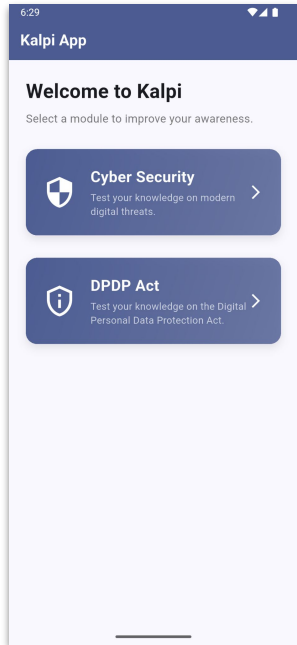 6:29
Kalpi App
Welcome to Kalpi
Select a module to improve your awareness.
Cyber Security
Test your knowledge on modern
digital threats.
DPDP Act
Test your knowledge on the Digital
Personal Data Protection Act.